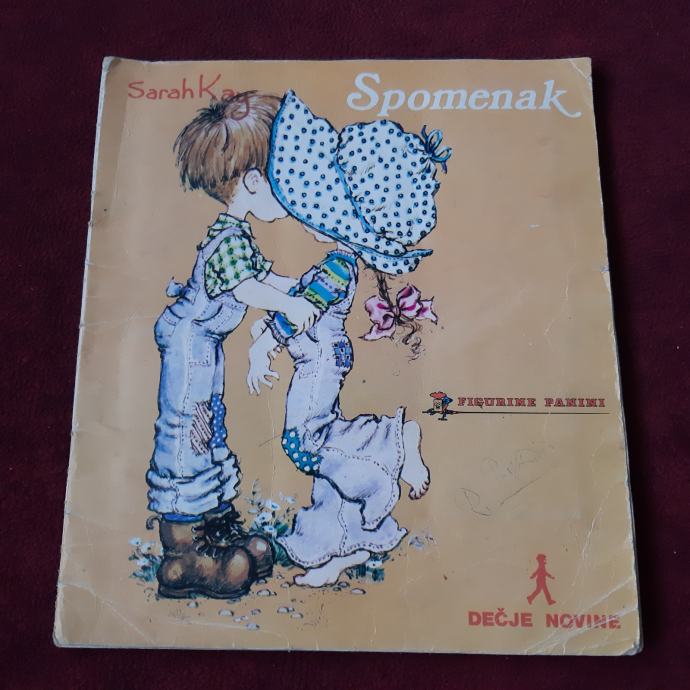 Sarah Kay
Spomenak
FIGURINE PANINI
DEČJE NOVINE